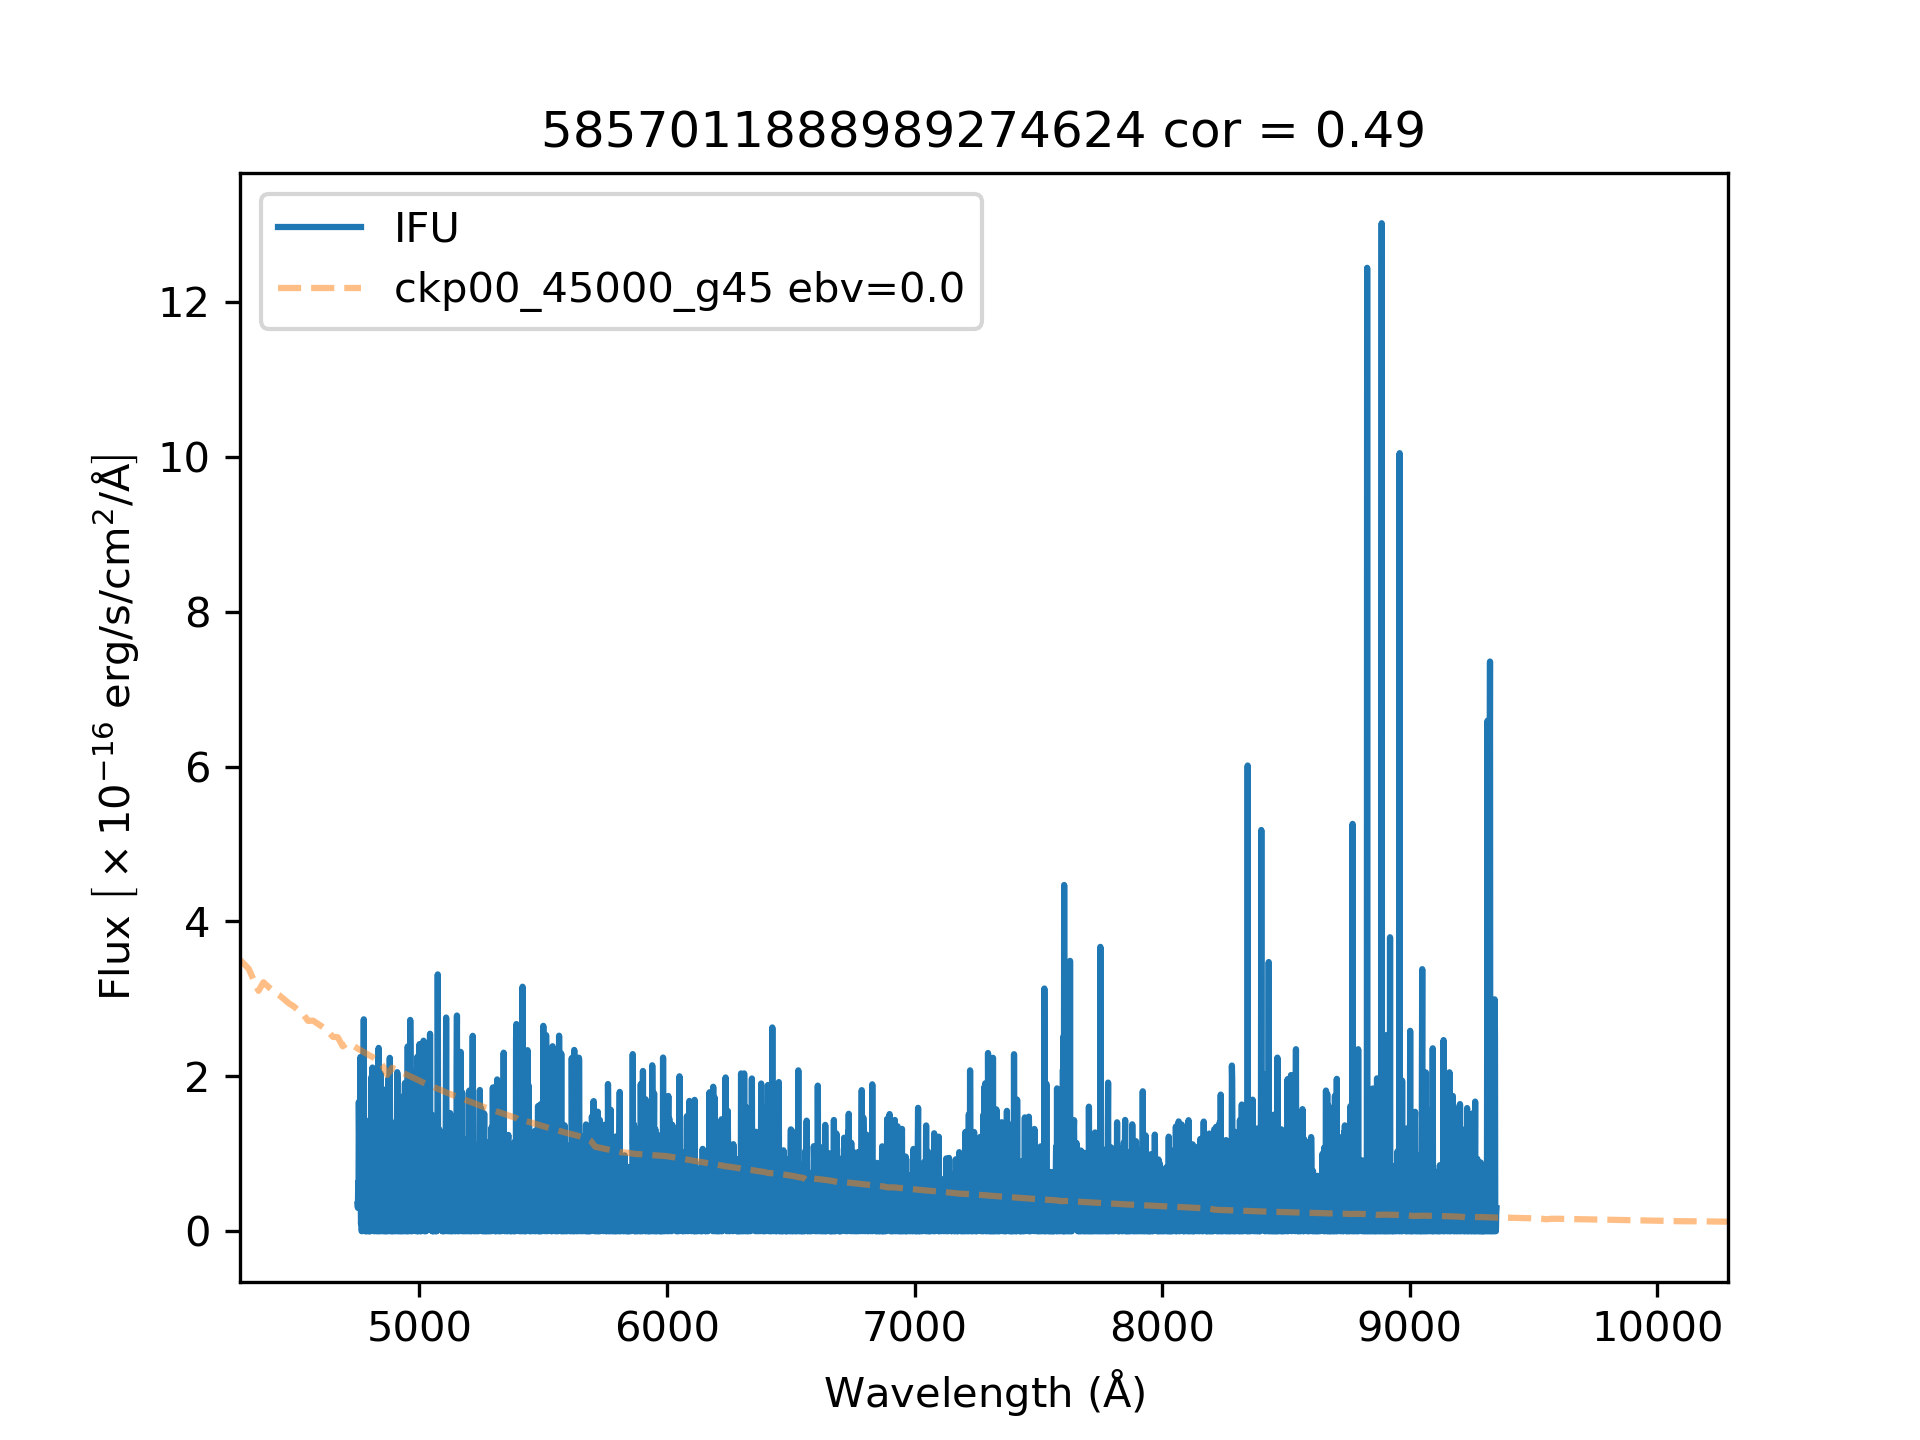 5857011888989274624 cor = 0.49
IFU
ckp00_45000_g45 ebv=0.0
Flux [× 10⁻¹⁶ erg/s/cm²/Å]
12
10
8
6
4
2
0
5000 6000 7000 8000 9000 10000
Wavelength (Å)